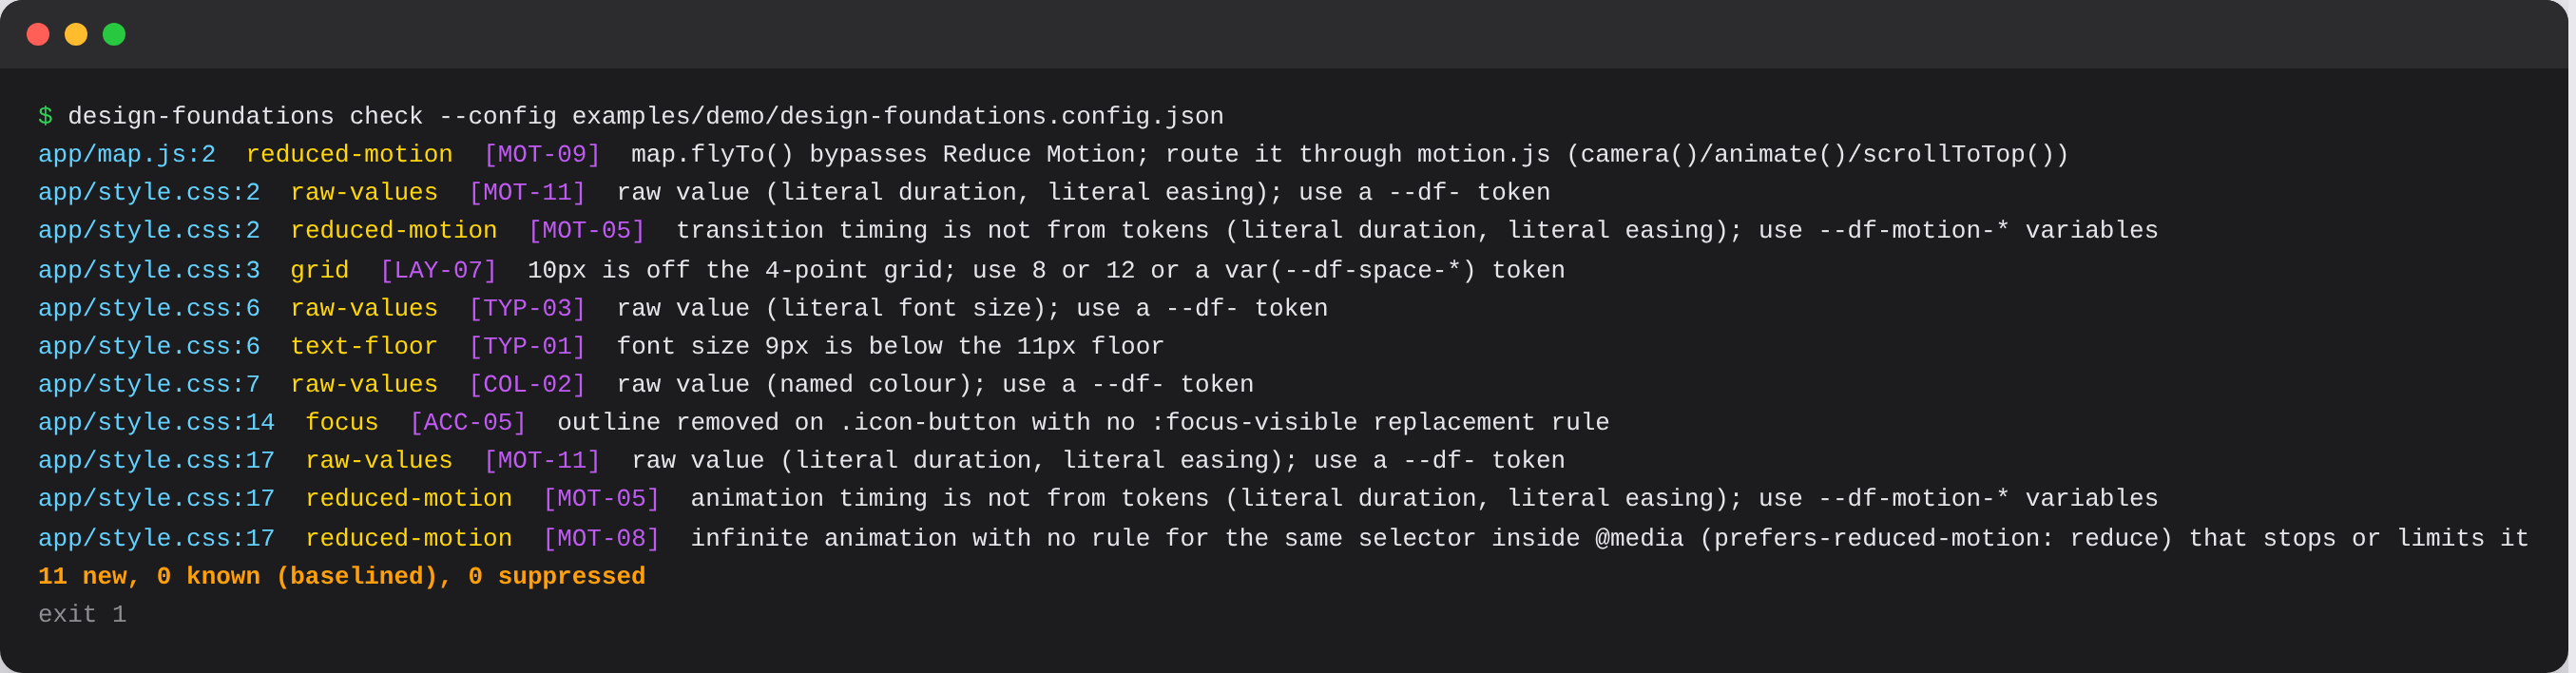 $ design-foundations check --config examples/demo/design-foundations.config.json
app/map.js:2  reduced-motion  [MOT-09]  map.flyTo() bypasses Reduce Motion; route it through motion.js (camera()/animate()/scrollToTop())
app/style.css:2  raw-values  [MOT-11]  raw value (literal duration, literal easing); use a --df- token
app/style.css:2  reduced-motion  [MOT-05]  transition timing is not from tokens (literal duration, literal easing); use --df-motion-* variables
app/style.css:3  grid  [LAY-07]  10px is off the 4-point grid; use 8 or 12 or a var(--df-space-*) token
app/style.css:6  raw-values  [TYP-03]  raw value (literal font size); use a --df- token
app/style.css:6  text-floor  [TYP-01]  font size 9px is below the 11px floor
app/style.css:7  raw-values  [COL-02]  raw value (named colour); use a --df- token
app/style.css:14  focus  [ACC-05]  outline removed on .icon-button with no :focus-visible replacement rule
app/style.css:17  raw-values  [MOT-11]  raw value (literal duration, literal easing); use a --df- token
app/style.css:17  reduced-motion  [MOT-05]  animation timing is not from tokens (literal duration, literal easing); use --df-motion-* variables
app/style.css:17  reduced-motion  [MOT-08]  infinite animation with no rule for the same selector inside @media (prefers-reduced-motion: reduce) that stops or limits it
11 new, 0 known (baselined), 0 suppressed
exit 1